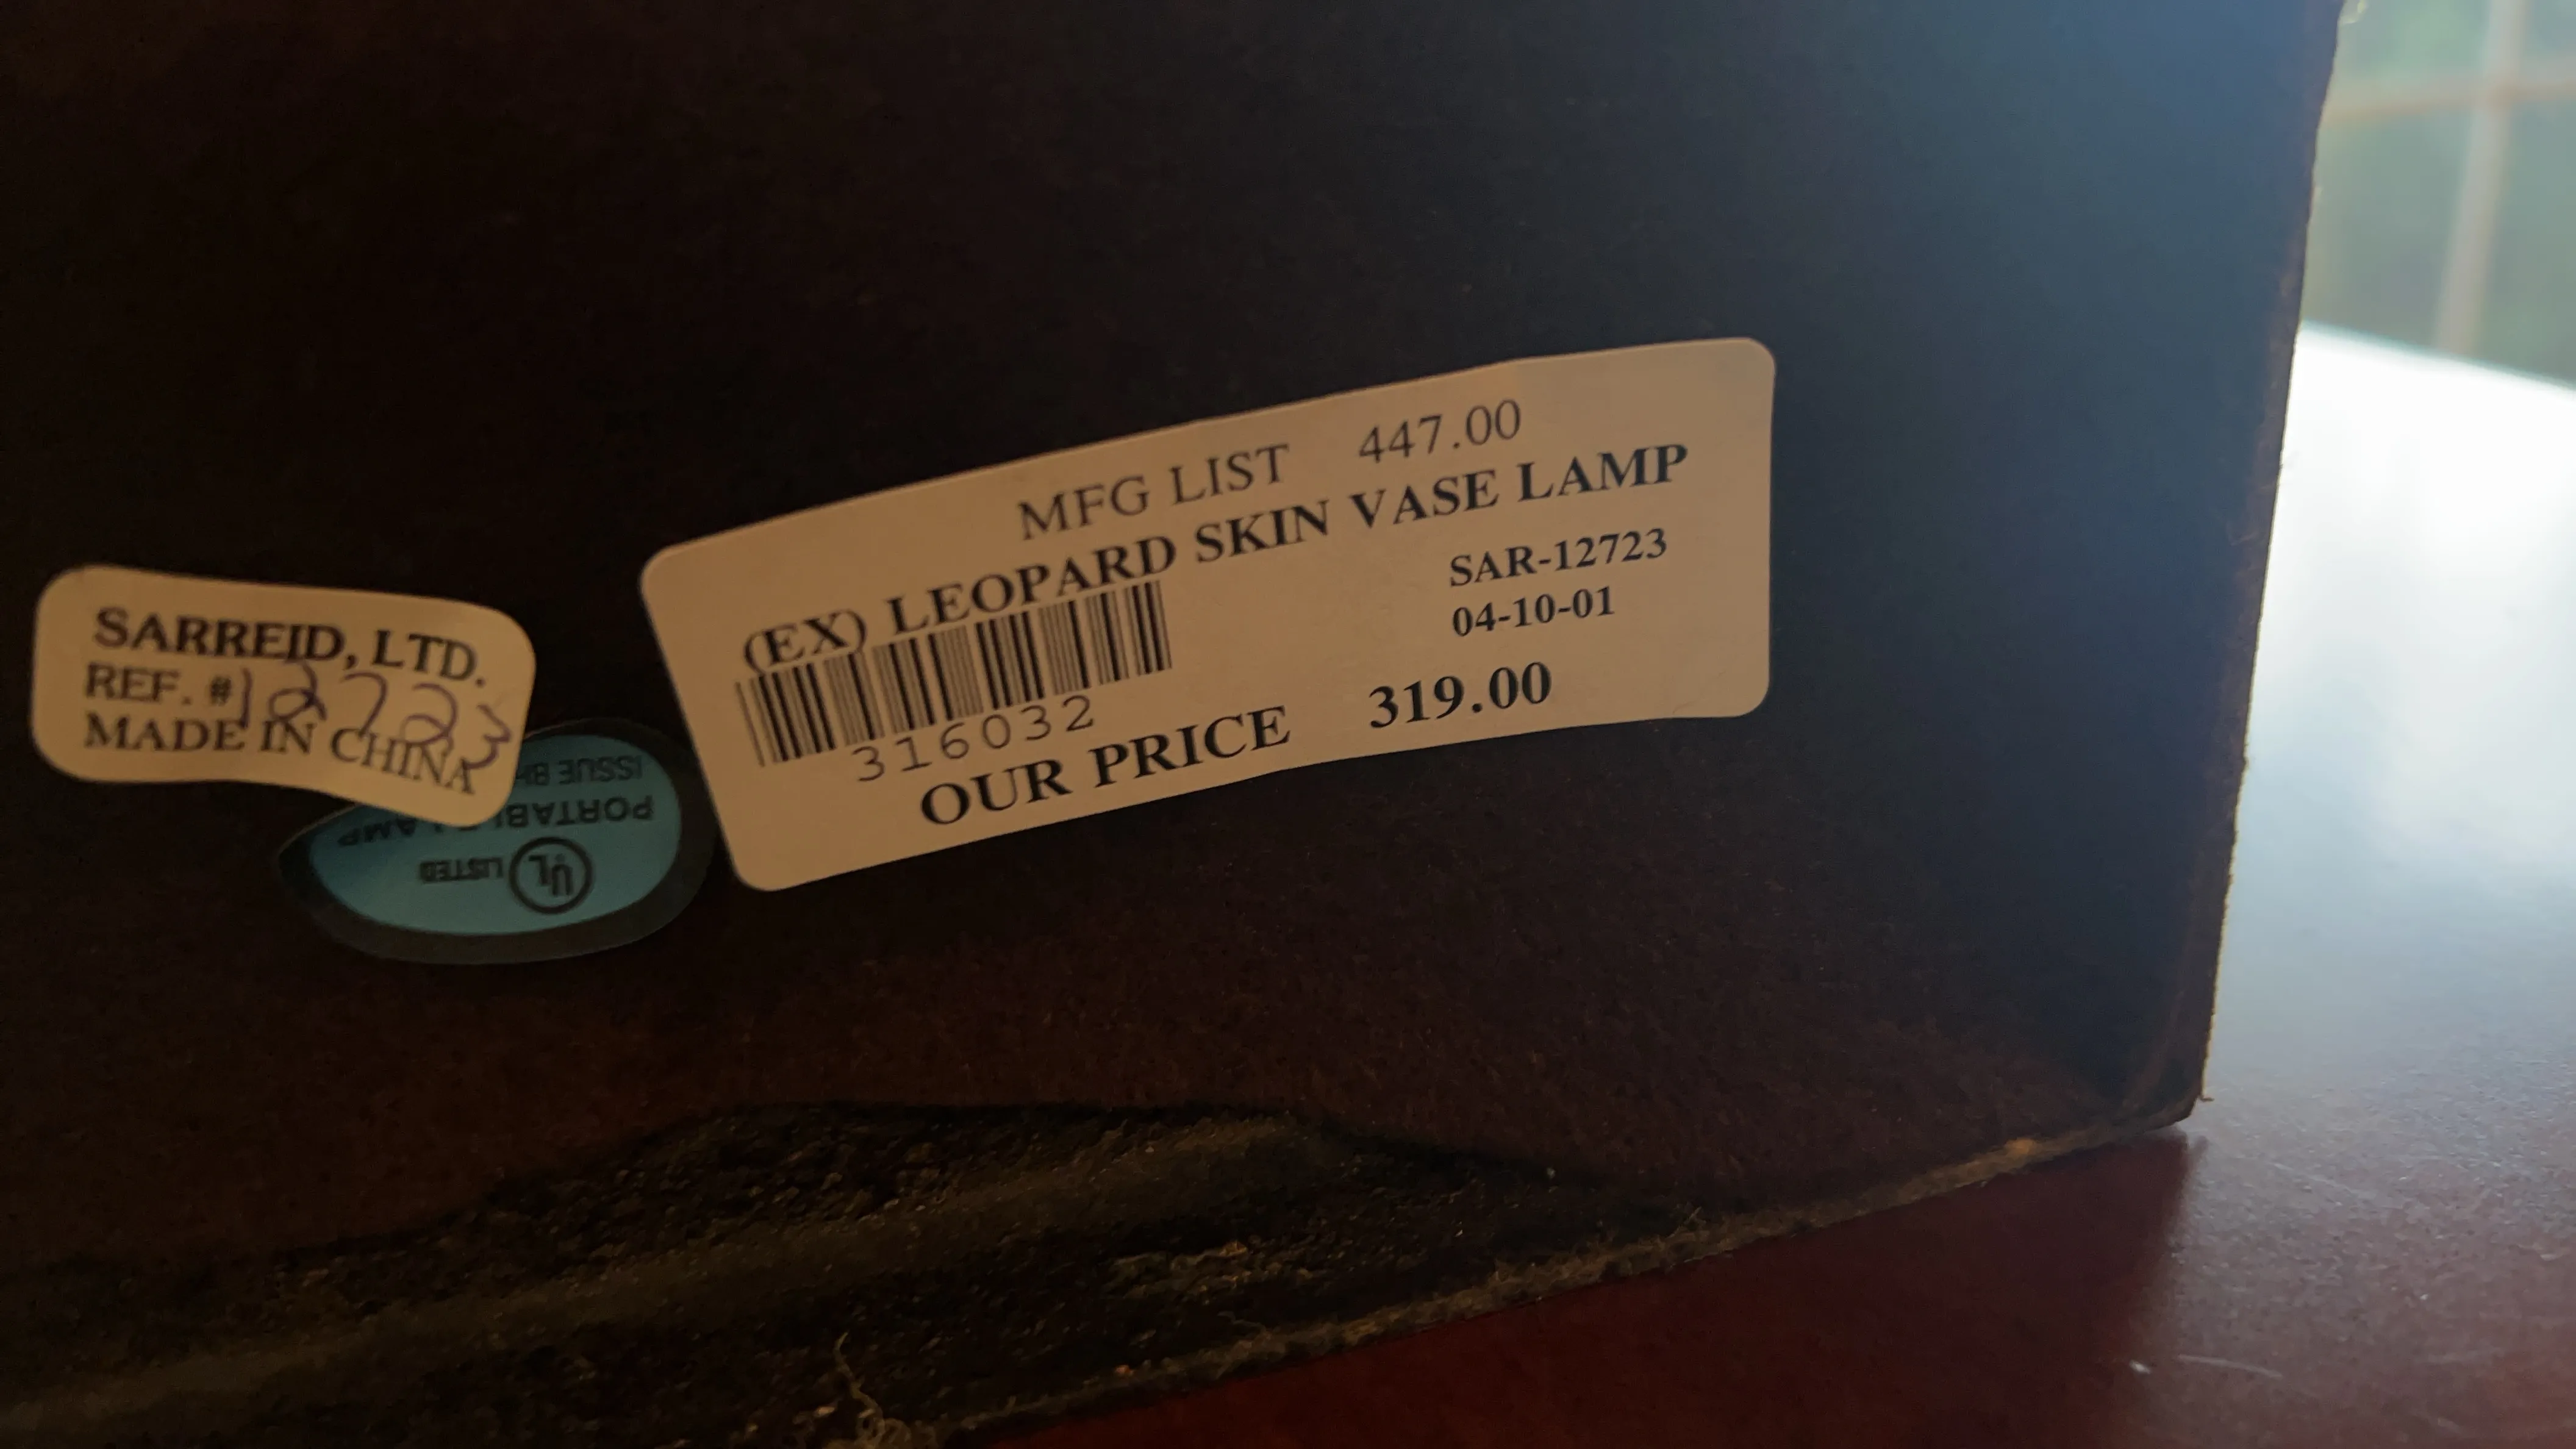 MFG LIST 447.00
(EX) LEOPARD SKIN VASE LAMP
SAR-12723
04-10-01
316032
OUR PRICE 319.00
SARREID, LTD.
REF. # 12723
MADE IN CHINA
UL LISTED
PORTABLE LAMP
ISSUE